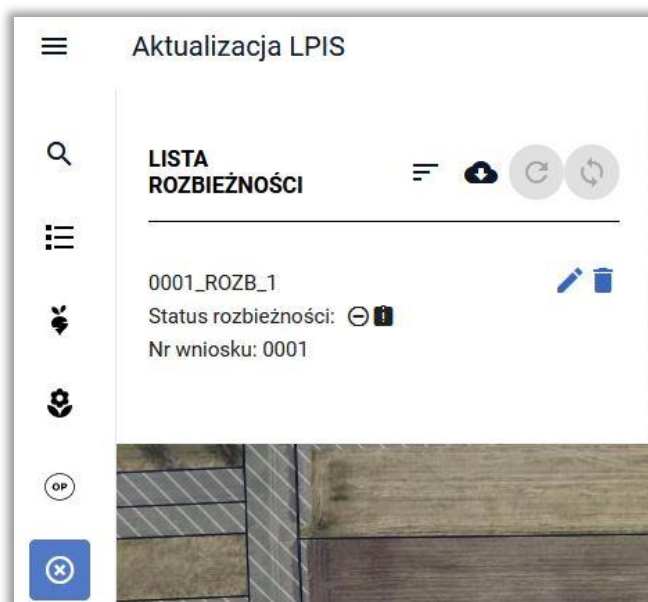 Aktualizacja LPIS
LISTA
ROZBIEŻNOŚCI
0001_ROZB_1
Status rozbieżności:
Nr wniosku: 0001
OP